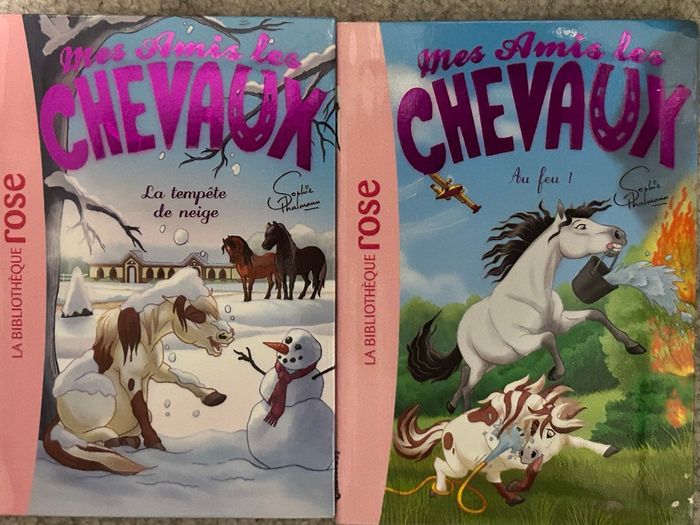 Mes Amis les
CHEVAUX
La tempête
de neige
Sophie
Thalmann
LA BIBLIOTHÈQUE rose
Mes Amis les
CHEVAUX
Au feu !
Sophie
Thalmann
LA BIBLIOTHÈQUE rose